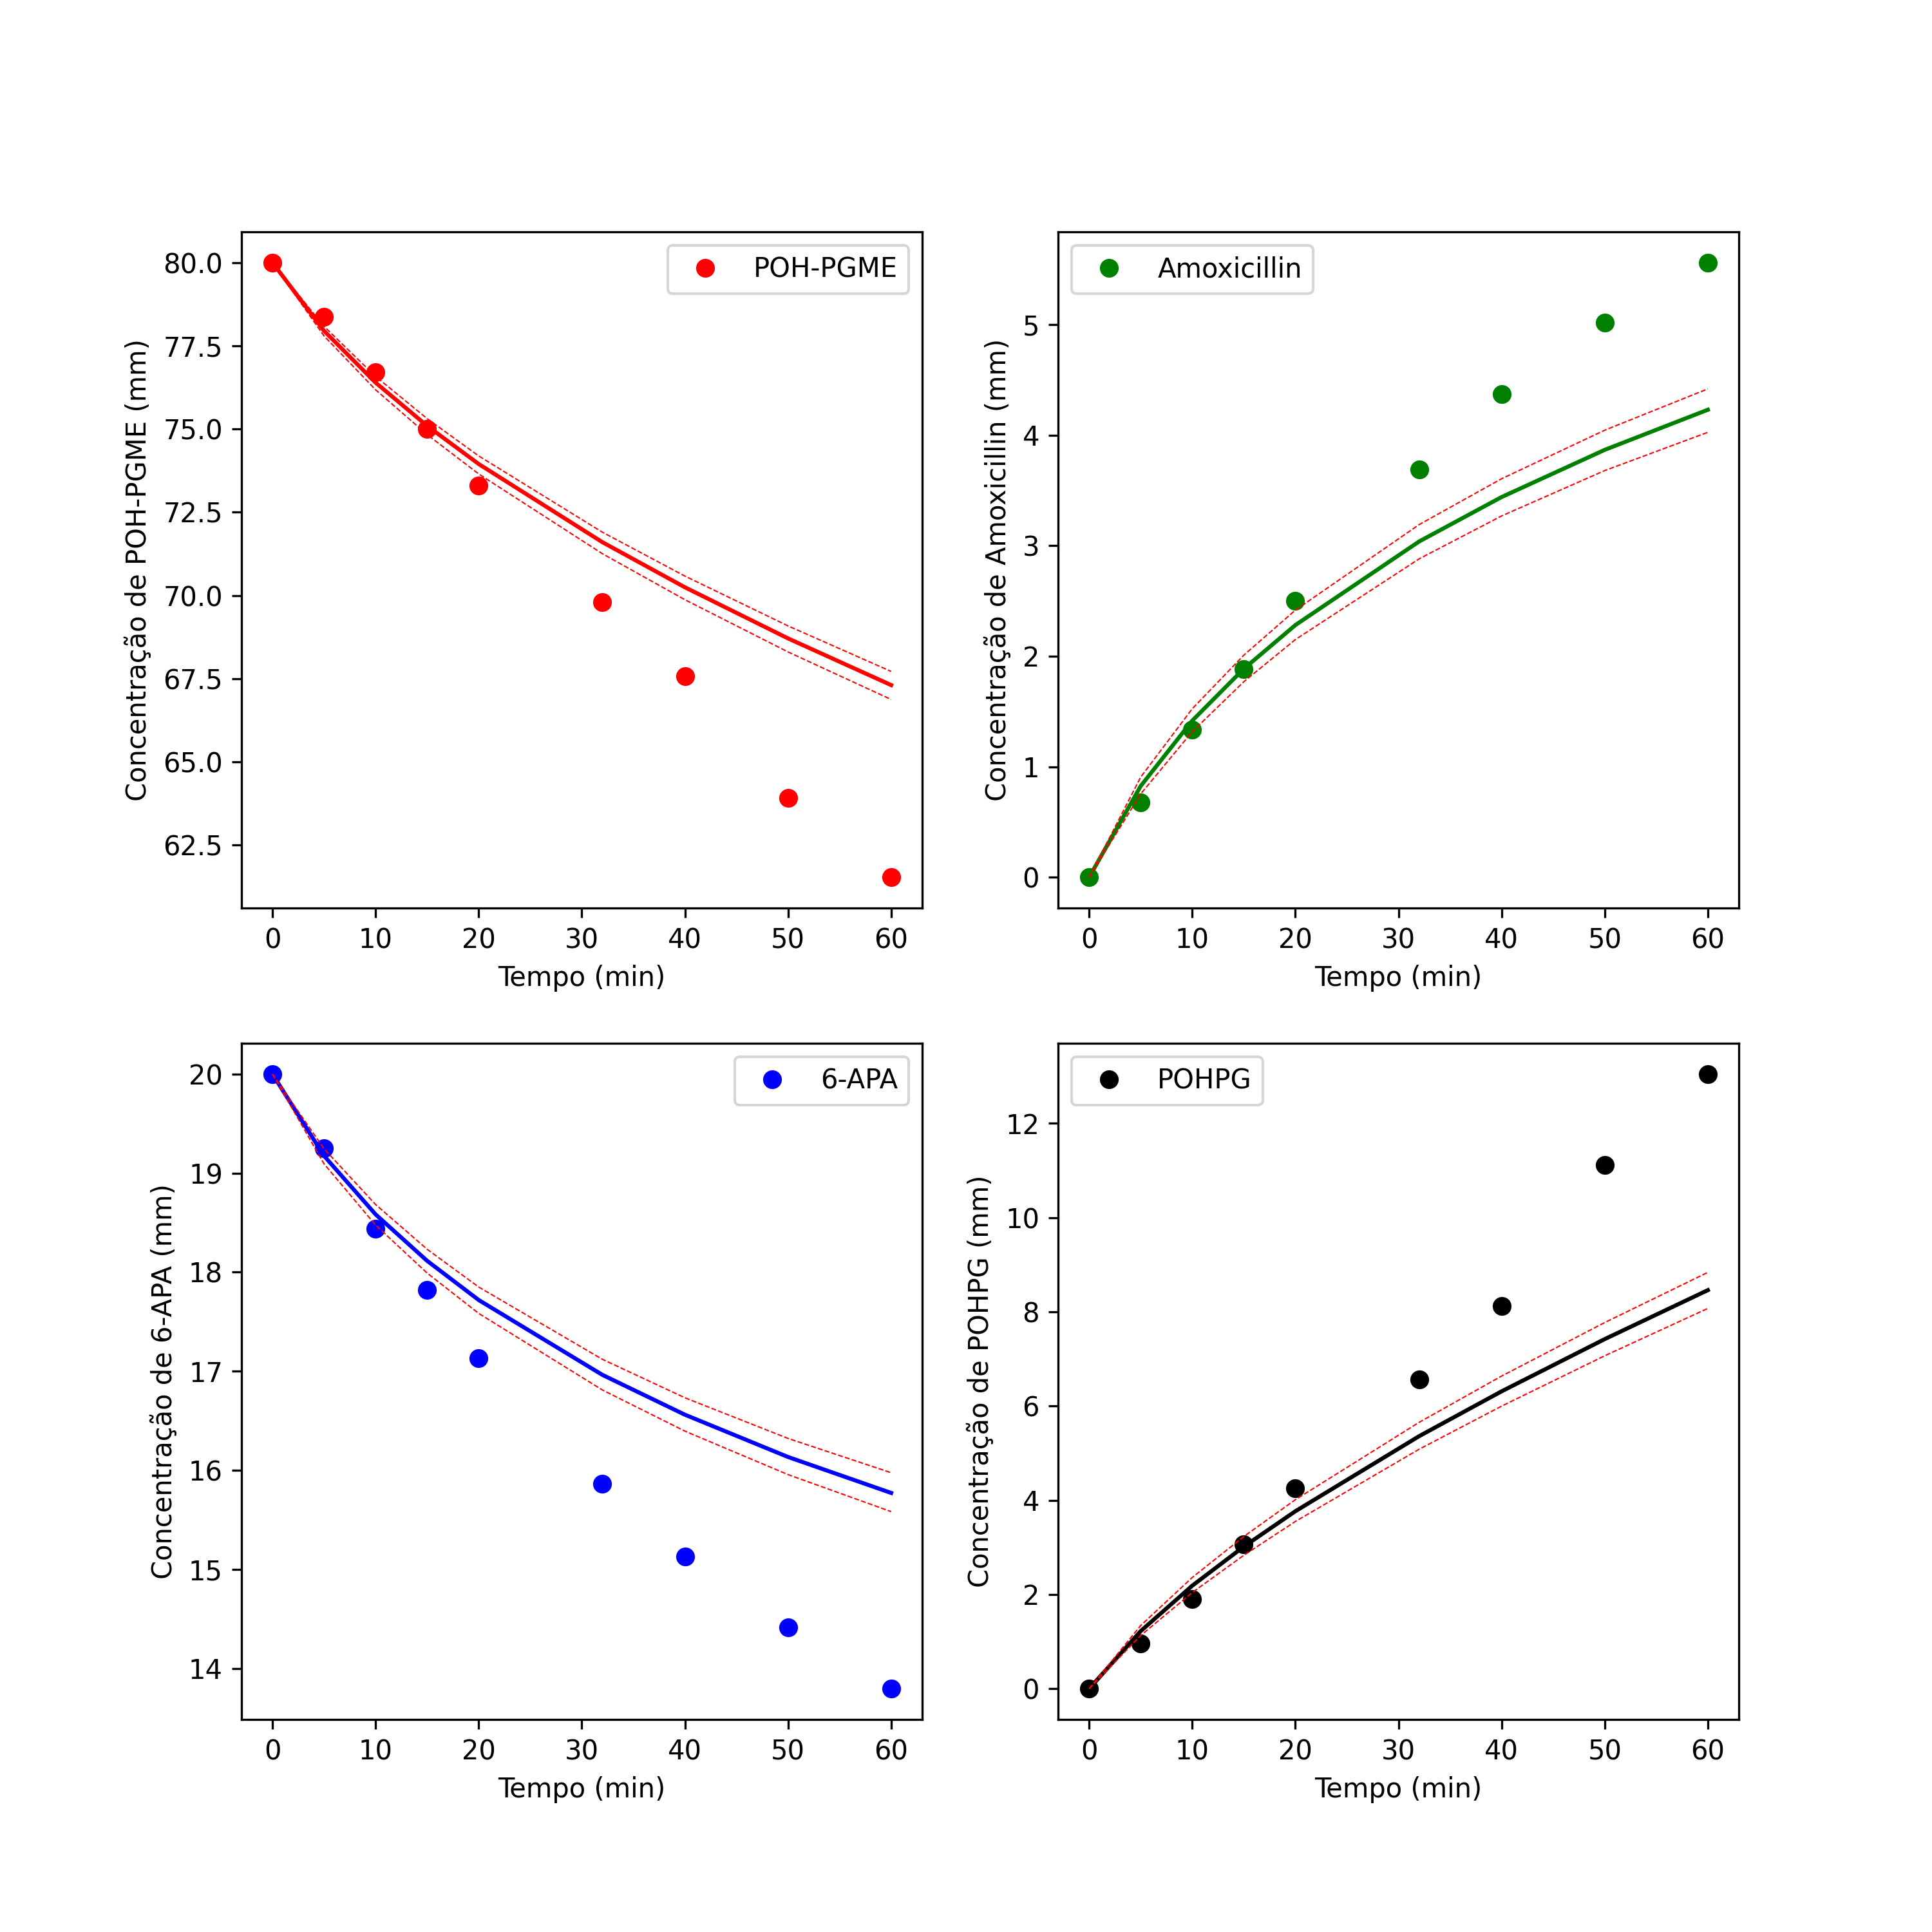 POH-PGME
Concentração de POH-PGME (mm)
80.0
77.5
75.0
72.5
70.0
67.5
65.0
62.5
0 10 20 30 40 50 60
Tempo (min)
Amoxicillin
Concentração de Amoxicillin (mm)
5
4
3
2
1
0
0 10 20 30 40 50 60
Tempo (min)
6-APA
Concentração de 6-APA (mm)
20
19
18
17
16
15
14
0 10 20 30 40 50 60
Tempo (min)
POHPG
Concentração de POHPG (mm)
12
10
8
6
4
2
0
0 10 20 30 40 50 60
Tempo (min)